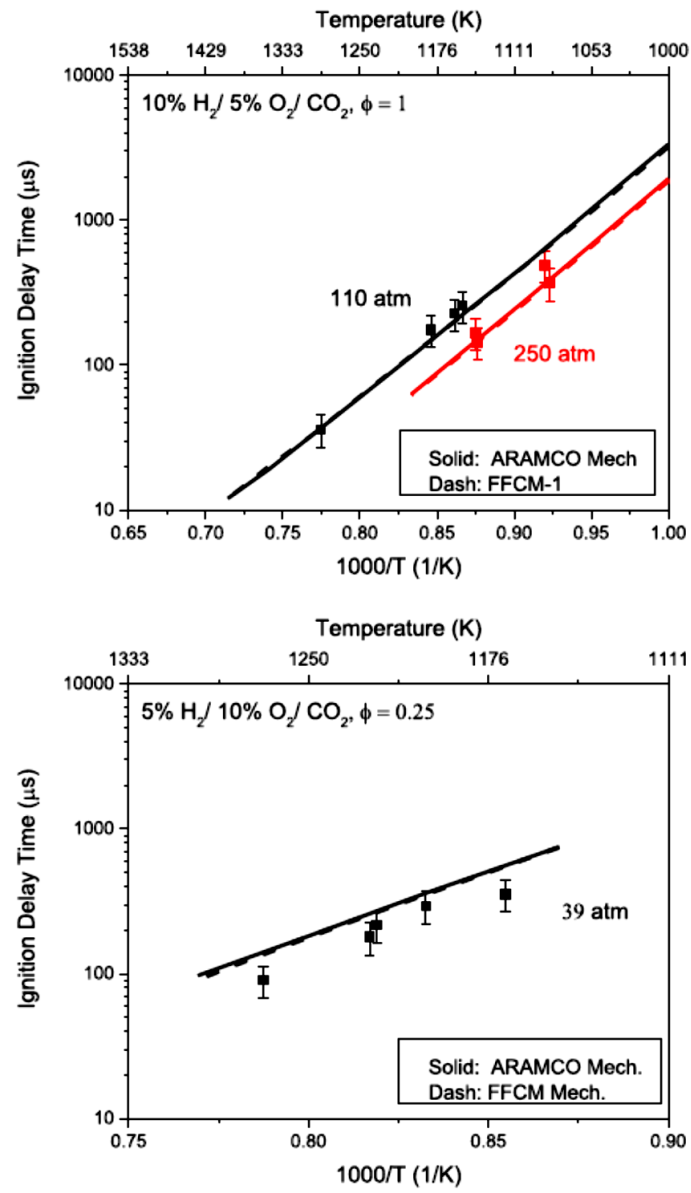 Temperature (K)
1538 1429 1333 1250 1176 1111 1053 1000
10000
10% H2/ 5% O2/ CO2, ϕ = 1
1000
110 atm
250 atm
100
Solid: ARAMCO Mech
Dash: FFCM-1
10
Ignition Delay Time (μs)
0.65 0.70 0.75 0.80 0.85 0.90 0.95 1.00
1000/T (1/K)
Temperature (K)
1333 1250 1176 1111
10000
5% H2/ 10% O2/ CO2, ϕ = 0.25
1000
39 atm
100
Solid: ARAMCO Mech.
Dash: FFCM Mech.
10
Ignition Delay Time (μs)
0.75 0.80 0.85 0.90
1000/T (1/K)